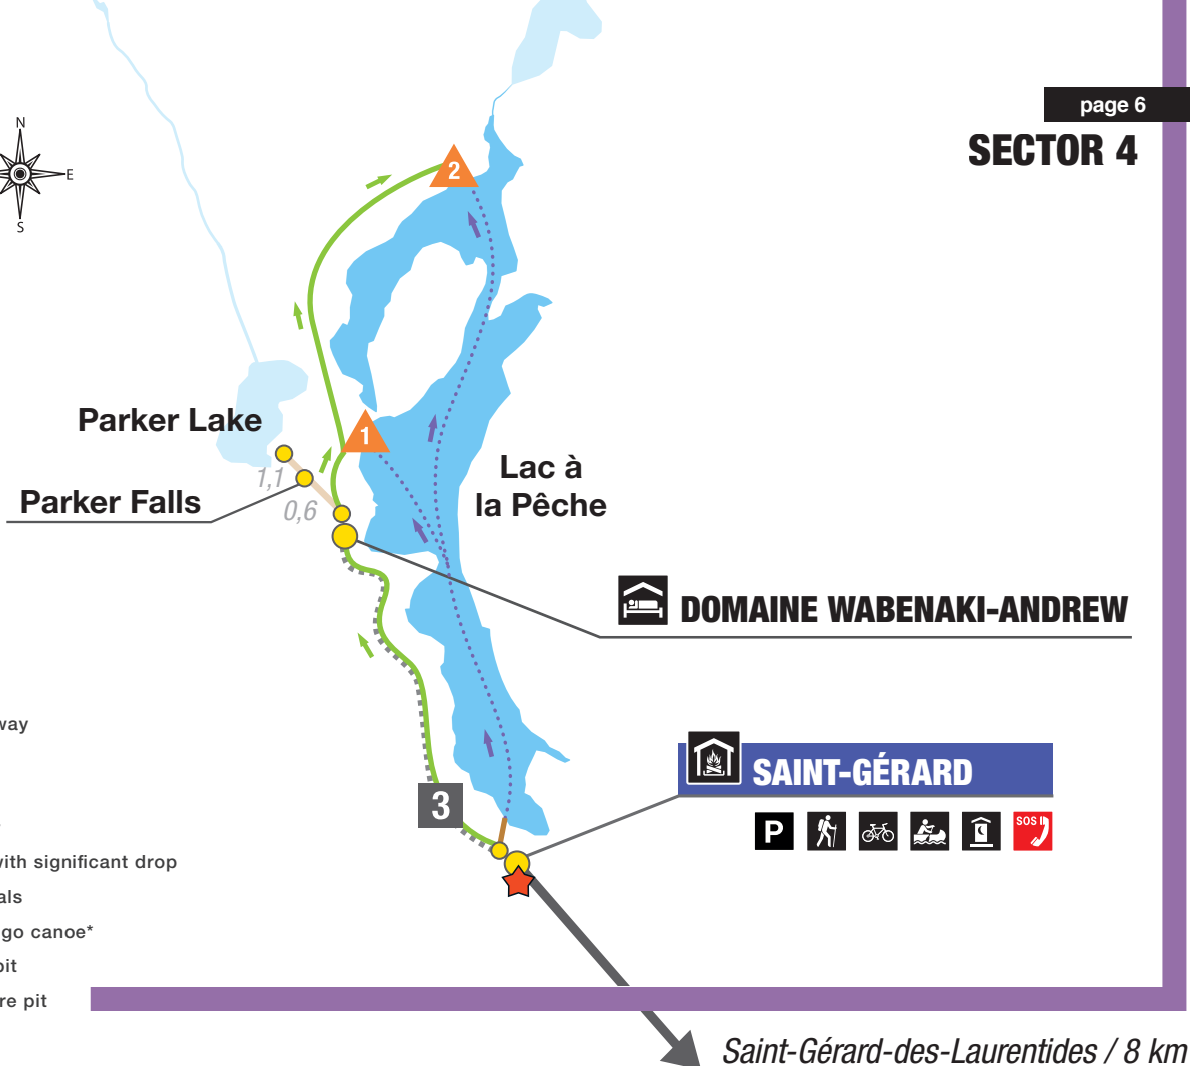 page 6
SECTOR 4
N
E
S
2
Parker Lake
1
1,1
Parker Falls
0,6
Lac à
la Pêche
DOMAINE WABENAKI-ANDREW
way
SAINT-GÉRARD
3
P
SOS
with significant drop
als
go canoe*
pit
re pit
Saint-Gérard-des-Laurentides / 8 km